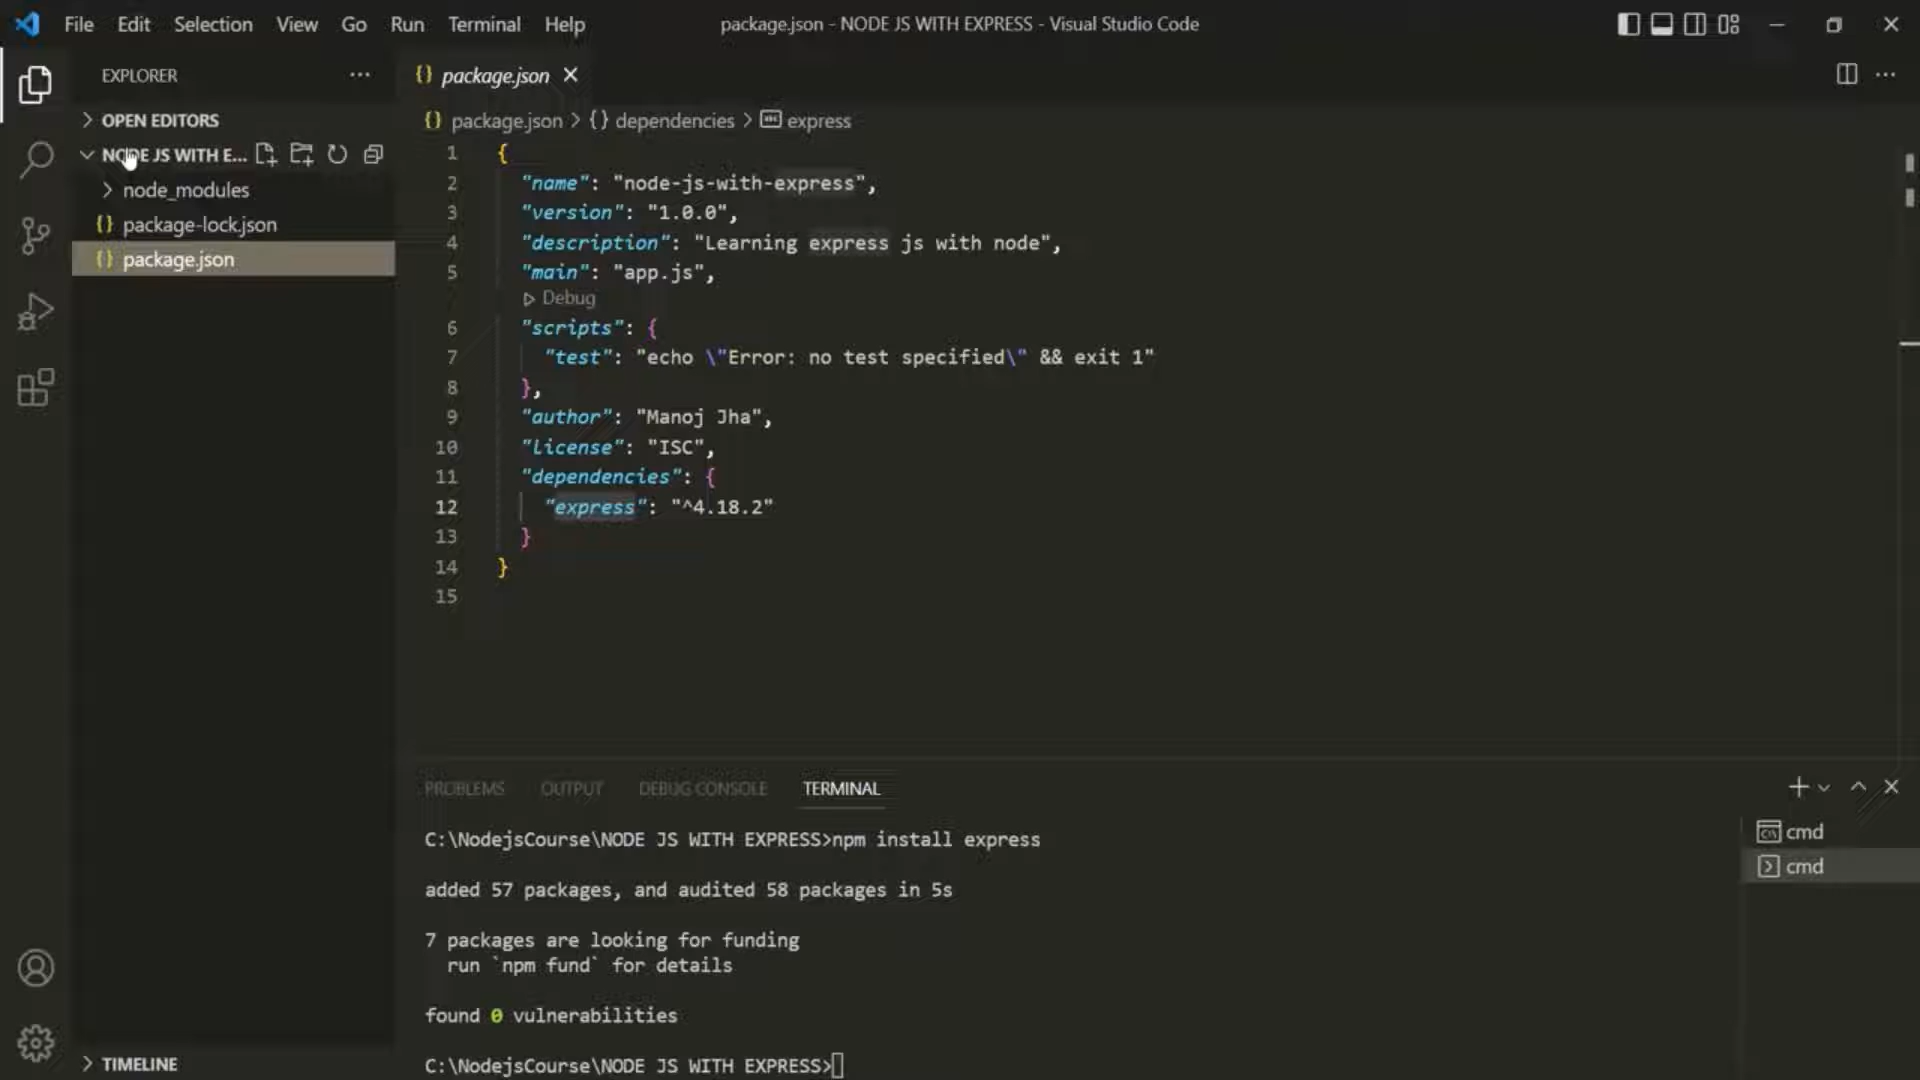 File Edit Selection View Go Run Terminal Help
package.json - NODE JS WITH EXPRESS - Visual Studio Code
EXPLORER
OPEN EDITORS
NODE JS WITH E...
node_modules
{} package-lock.json
{} package.json
TIMELINE
{} package.json
{} package.json > {} dependencies > express
1 {
2 "name": "node-js-with-express",
3 "version": "1.0.0",
4 "description": "Learning express js with node",
5 "main": "app.js",
Debug
6 "scripts": {
7 "test": "echo \"Error: no test specified\" && exit 1"
8 },
9 "author": "Manoj Jha",
10 "license": "ISC",
11 "dependencies": {
12 "express": "^4.18.2"
13 }
14 }
15
PROBLEMS OUTPUT DEBUG CONSOLE TERMINAL
C:\NodejsCourse\NODE JS WITH EXPRESS>npm install express
added 57 packages, and audited 58 packages in 5s
7 packages are looking for funding
run `npm fund` for details
found 0 vulnerabilities
C:\NodejsCourse\NODE JS WITH EXPRESS>
cmd
cmd